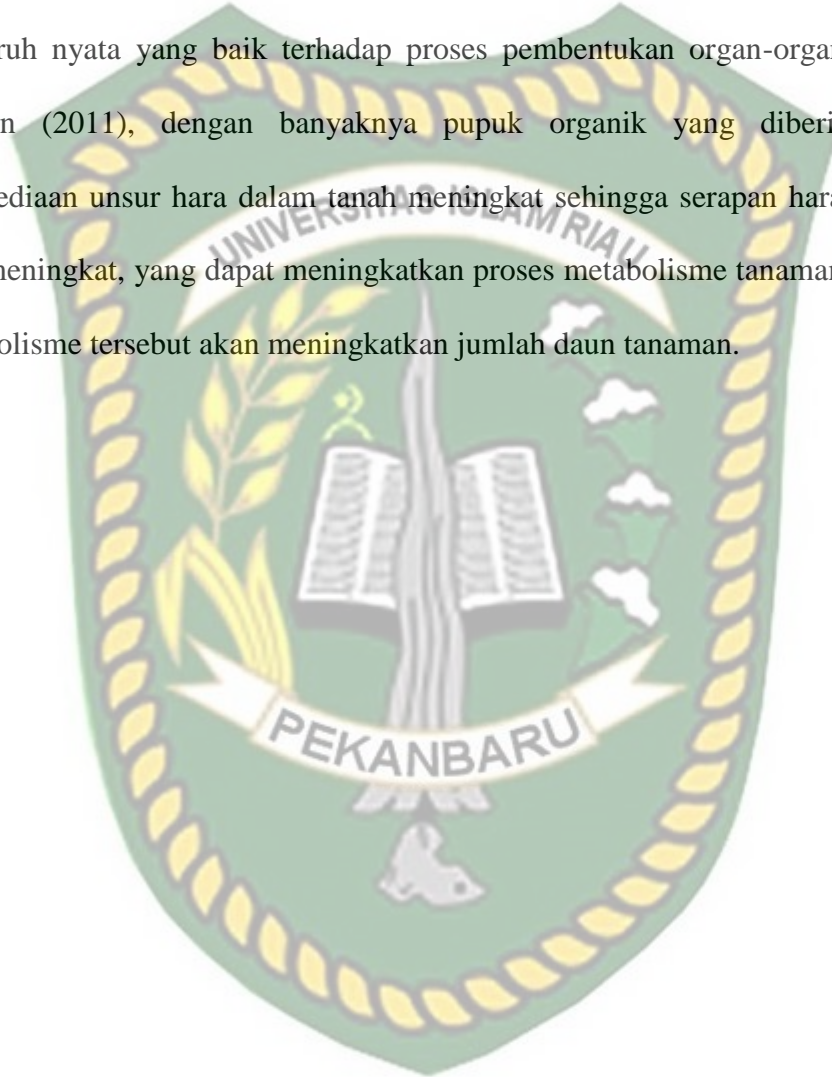 ruh nyata yang baik terhadap proses pembentukan organ-organ
n (2011), dengan banyaknya pupuk organik yang diberi
ediaan unsur hara dalam tanah meningkat sehingga serapan hara
meningkat, yang dapat meningkatkan proses metabolisme tanaman
olisme tersebut akan meningkatkan jumlah daun tanaman.
UNIVERSITAS ISLAM RIAU
PEKANBARU